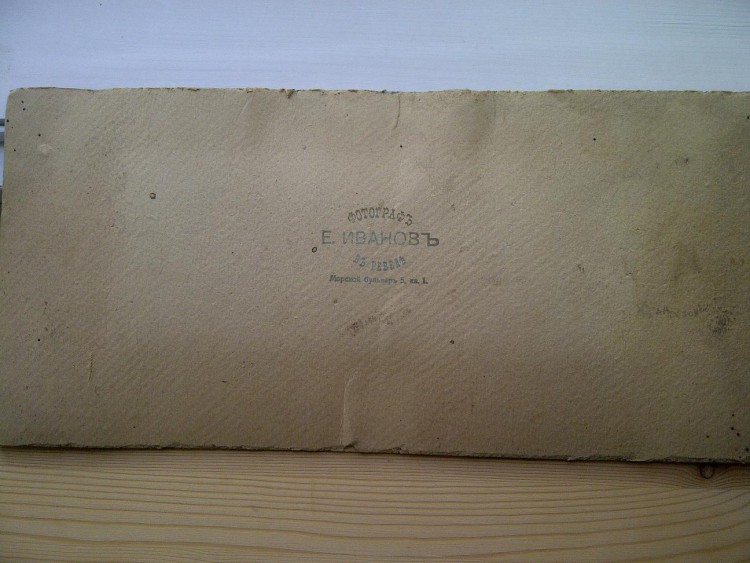 ФОТОГРАФЪ
Е. ИВАНОВЪ
ВЪ РЕВЕЛѢ
Морской бульваръ 5, кв. 1.